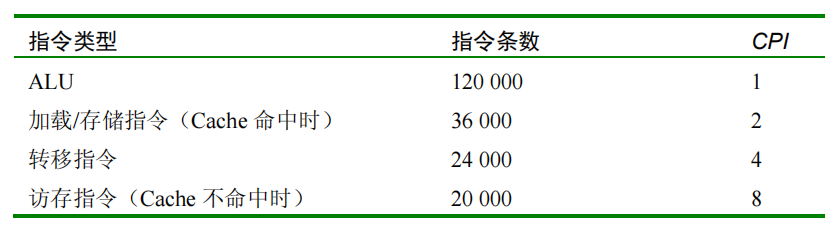 指令类型 指令条数 CPI
ALU 120 000 1
加载/存储指令（Cache 命中时） 36 000 2
转移指令 24 000 4
访存指令（Cache 不命中时） 20 000 8